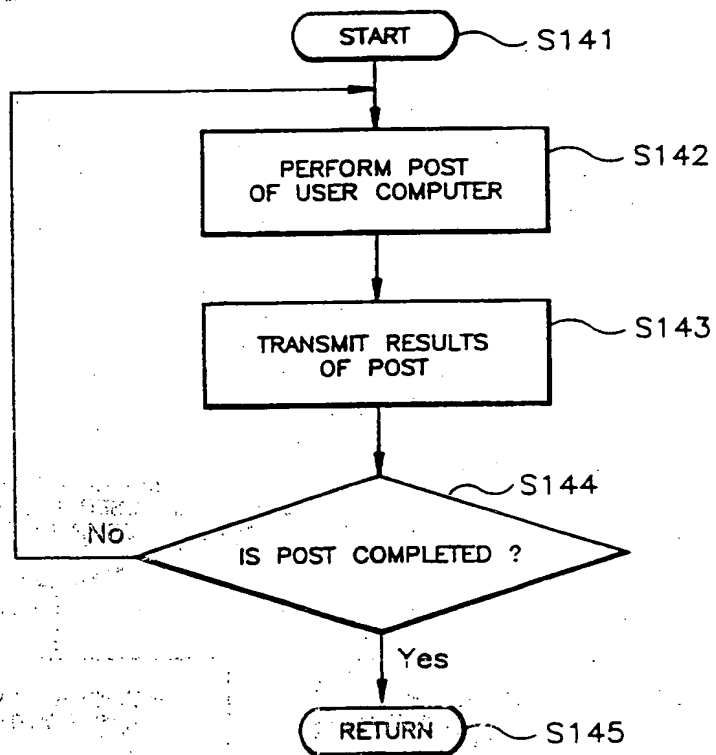 START
S141
PERFORM POST
OF USER COMPUTER
S142
TRANSMIT RESULTS
OF POST
S143
S144
IS POST COMPLETED ?
No
Yes
RETURN
S145